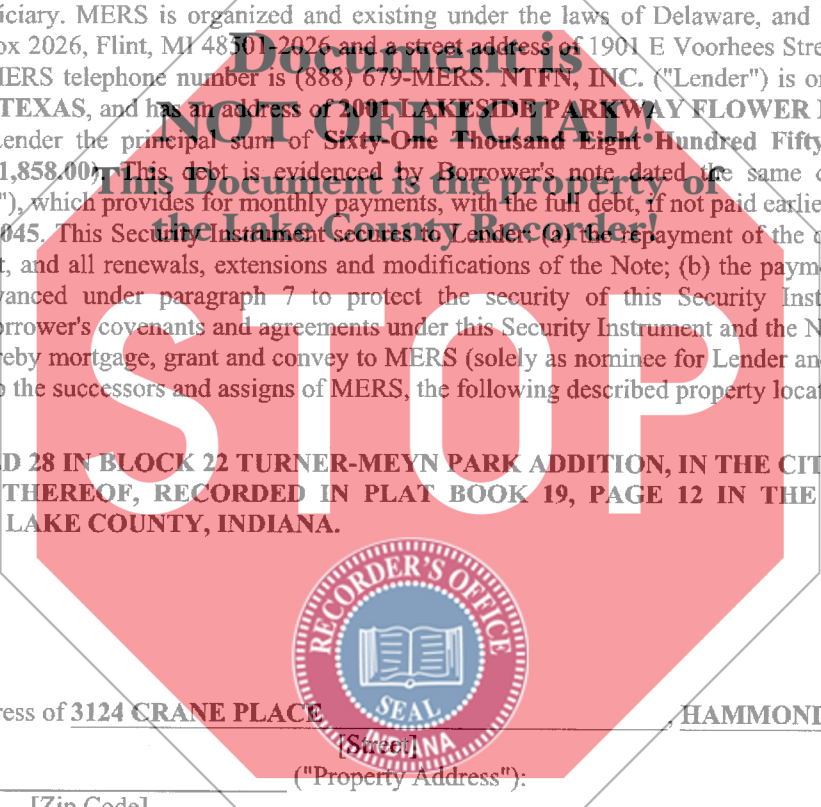 iciary. MERS is organized and existing under the laws of Delaware, and
ox 2026, Flint, MI 48501-2026 and a street address of 1901 E Voorhees Stre
MERS telephone number is (888) 679-MERS. NTFN, INC. ("Lender") is or
TEXAS, and has an address of 2001 LAKESIDE PARKWAY FLOWER
Lender the principal sum of Sixty-One Thousand Eight Hundred Fifty
1,858.00). This debt is evidenced by Borrower's note dated the same
"), which provides for monthly payments, with the full debt, if not paid earlie
045. This Security Instrument secures to Lender: (a) the repayment of the
t, and all renewals, extensions and modifications of the Note; (b) the paym
vanced under paragraph 7 to protect the security of this Security Inst
orrower's covenants and agreements under this Security Instrument and the N
reby mortgage, grant and convey to MERS (solely as nominee for Lender an
o the successors and assigns of MERS, the following described property locat
D 28 IN BLOCK 22 TURNER-MEYN PARK ADDITION, IN THE CIT
THEREOF, RECORDED IN PLAT BOOK 19, PAGE 12 IN THE
LAKE COUNTY, INDIANA.
ress of 3124 CRANE PLACE, HAMMOND
[Street]
("Property Address"):
[Zip Code]
Document is
NOT OFFICIAL!
This Document is the property of
the Lake County Recorder!
STOP
RECORDER'S OFFICE
SEAL
INDIANA